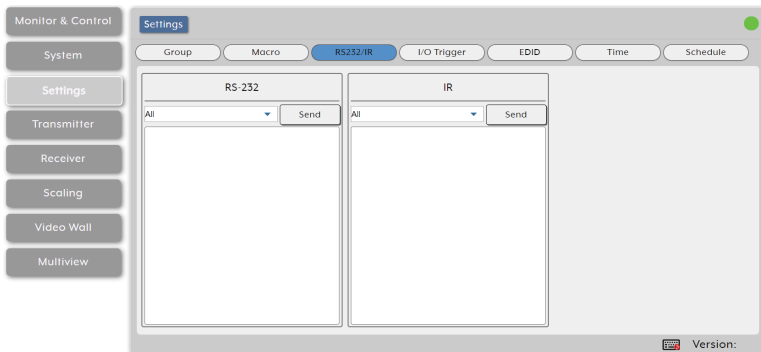 Monitor & Control
System
Settings
Transmitter
Receiver
Scaling
Video Wall
Multiview
Settings
Group Macro RS232/IR I/O Trigger EDID Time Schedule
RS-232 IR
All Send All Send
Version: